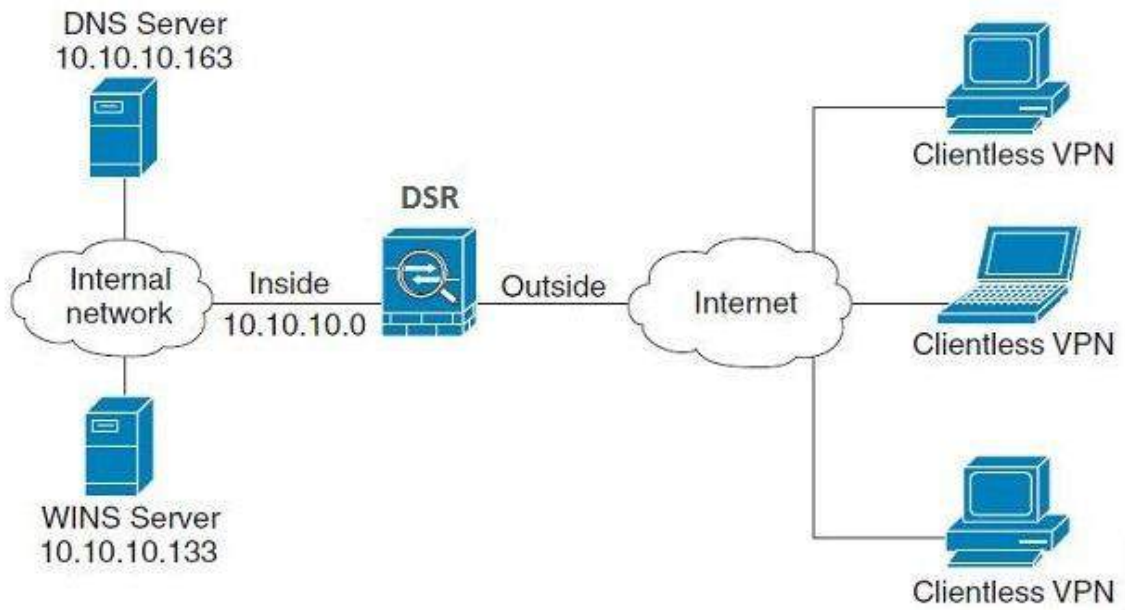 DNS Server
10.10.10.163
Clientless VPN
DSR
Internal
network
Inside
10.10.10.0
Outside
Internet
Clientless VPN
WINS Server
10.10.10.133
Clientless VPN